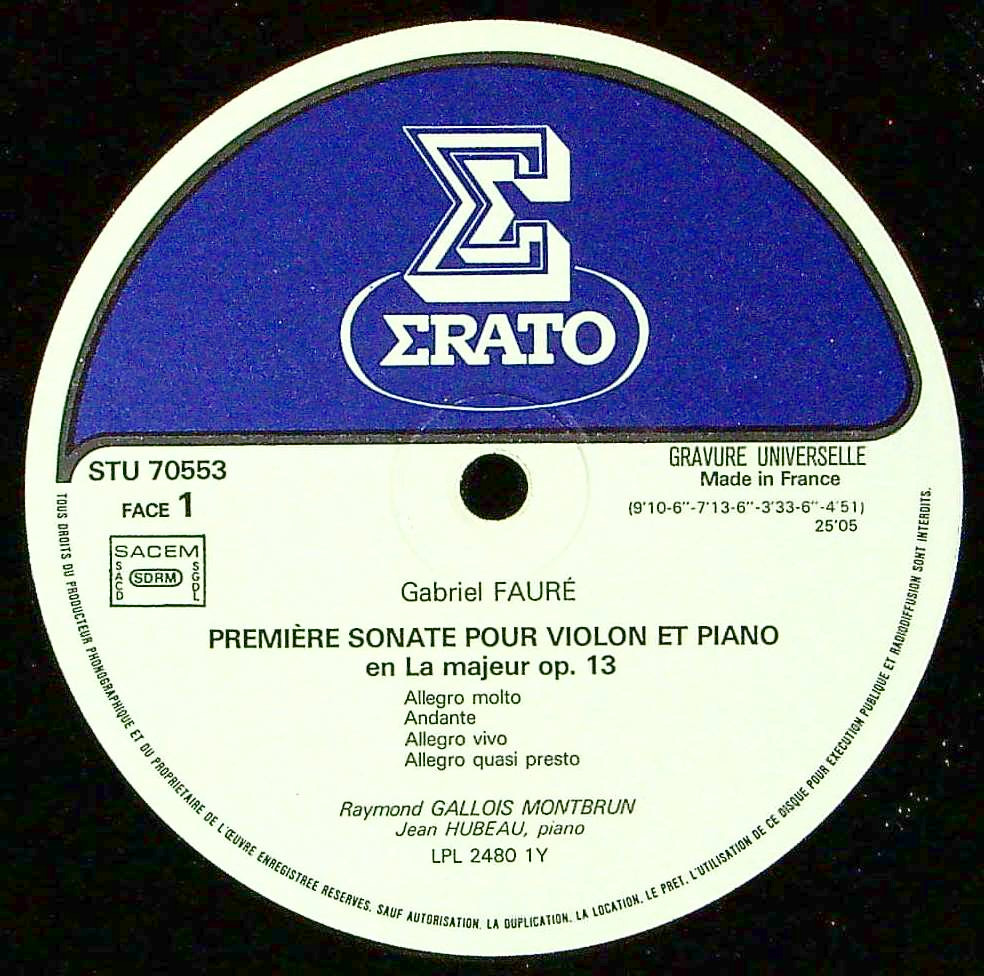 Σ
ΣRATO
STU 70553
FACE 1
GRAVURE UNIVERSELLE
Made in France
(9'10-6"-7'13-6"-3'33-6"-4'51)
25'05
SACEM
SACD
SDRM
SGDL
Gabriel FAURÉ
PREMIÈRE SONATE POUR VIOLON ET PIANO
en La majeur op. 13
Allegro molto
Andante
Allegro vivo
Allegro quasi presto
Raymond GALLOIS MONTBRUN
Jean HUBEAU, piano
LPL 2480 1Y
TOUS DROITS DU PRODUCTEUR PHONOGRAPHIQUE ET DU PROPRIETAIRE DE L'ŒUVRE ENREGISTREE RESERVES. SAUF AUTORISATION, LA DUPLICATION, LA LOCATION, LE PRET, L'UTILISATION DE CE DISQUE POUR EXECUTION PUBLIQUE ET RADIODIFFUSION SONT INTERDITS.